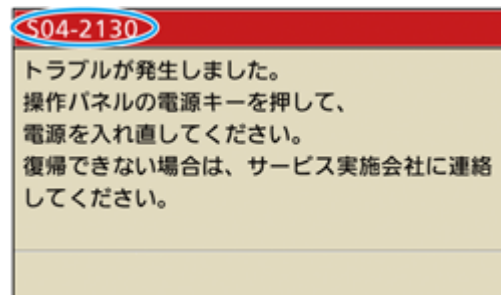 S04-2130
トラブルが発生しました。
操作パネルの電源キーを押して、
電源を入れ直してください。
復帰できない場合は、サービス実施会社に連絡
してください。